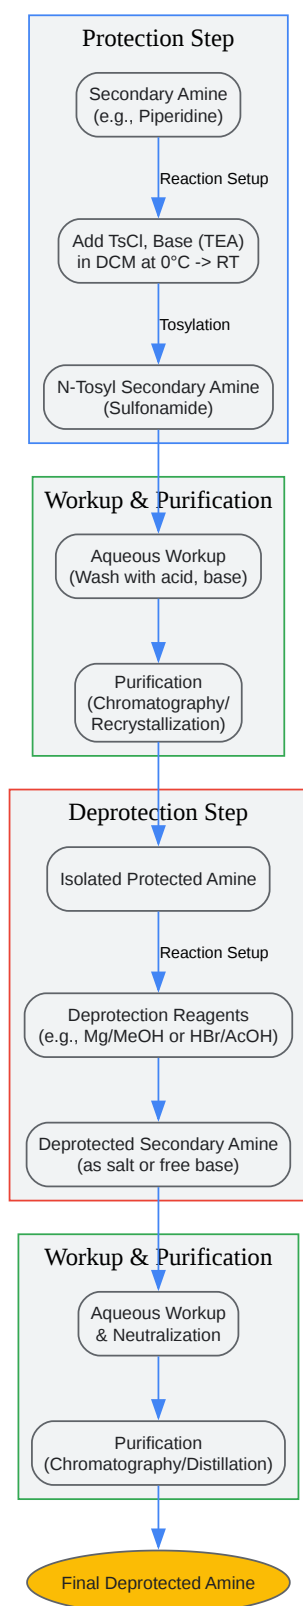 Protection Step
Secondary Amine
(e.g., Piperidine)
Reaction Setup
Add TsCl, Base (TEA)
in DCM at 0°C -> RT
Tosylation
N-Tosyl Secondary Amine
(Sulfonamide)
Workup & Purification
Aqueous Workup
(Wash with acid, base)
Purification
(Chromatography/
Recrystallization)
Deprotection Step
Isolated Protected Amine
Reaction Setup
Deprotection Reagents
(e.g., Mg/MeOH or HBr/AcOH)
Deprotected Secondary Amine
(as salt or free base)
Workup & Purification
Aqueous Workup
& Neutralization
Purification
(Chromatography/Distillation)
Final Deprotected Amine